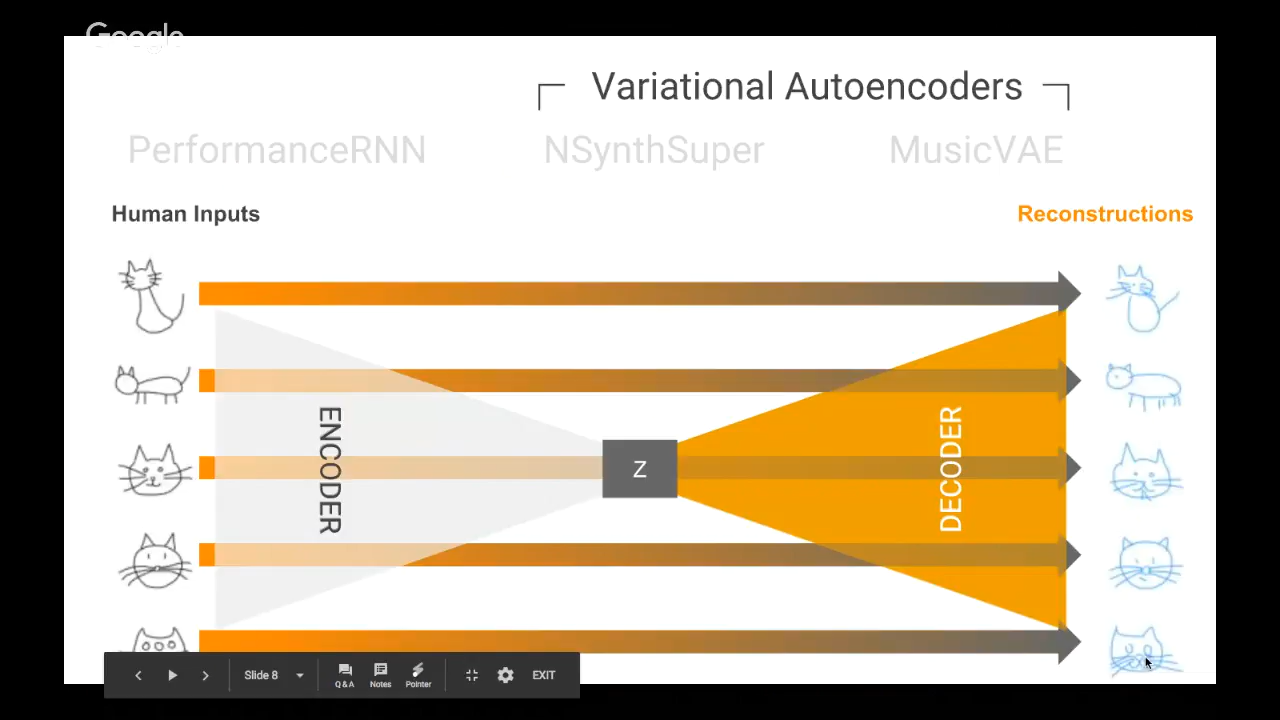 Google
Variational Autoencoders
PerformanceRNN NSynthSuper MusicVAE
Human Inputs Reconstructions
ENCODER
Z
DECODER
Slide 8
Q&A Notes Pointer EXIT